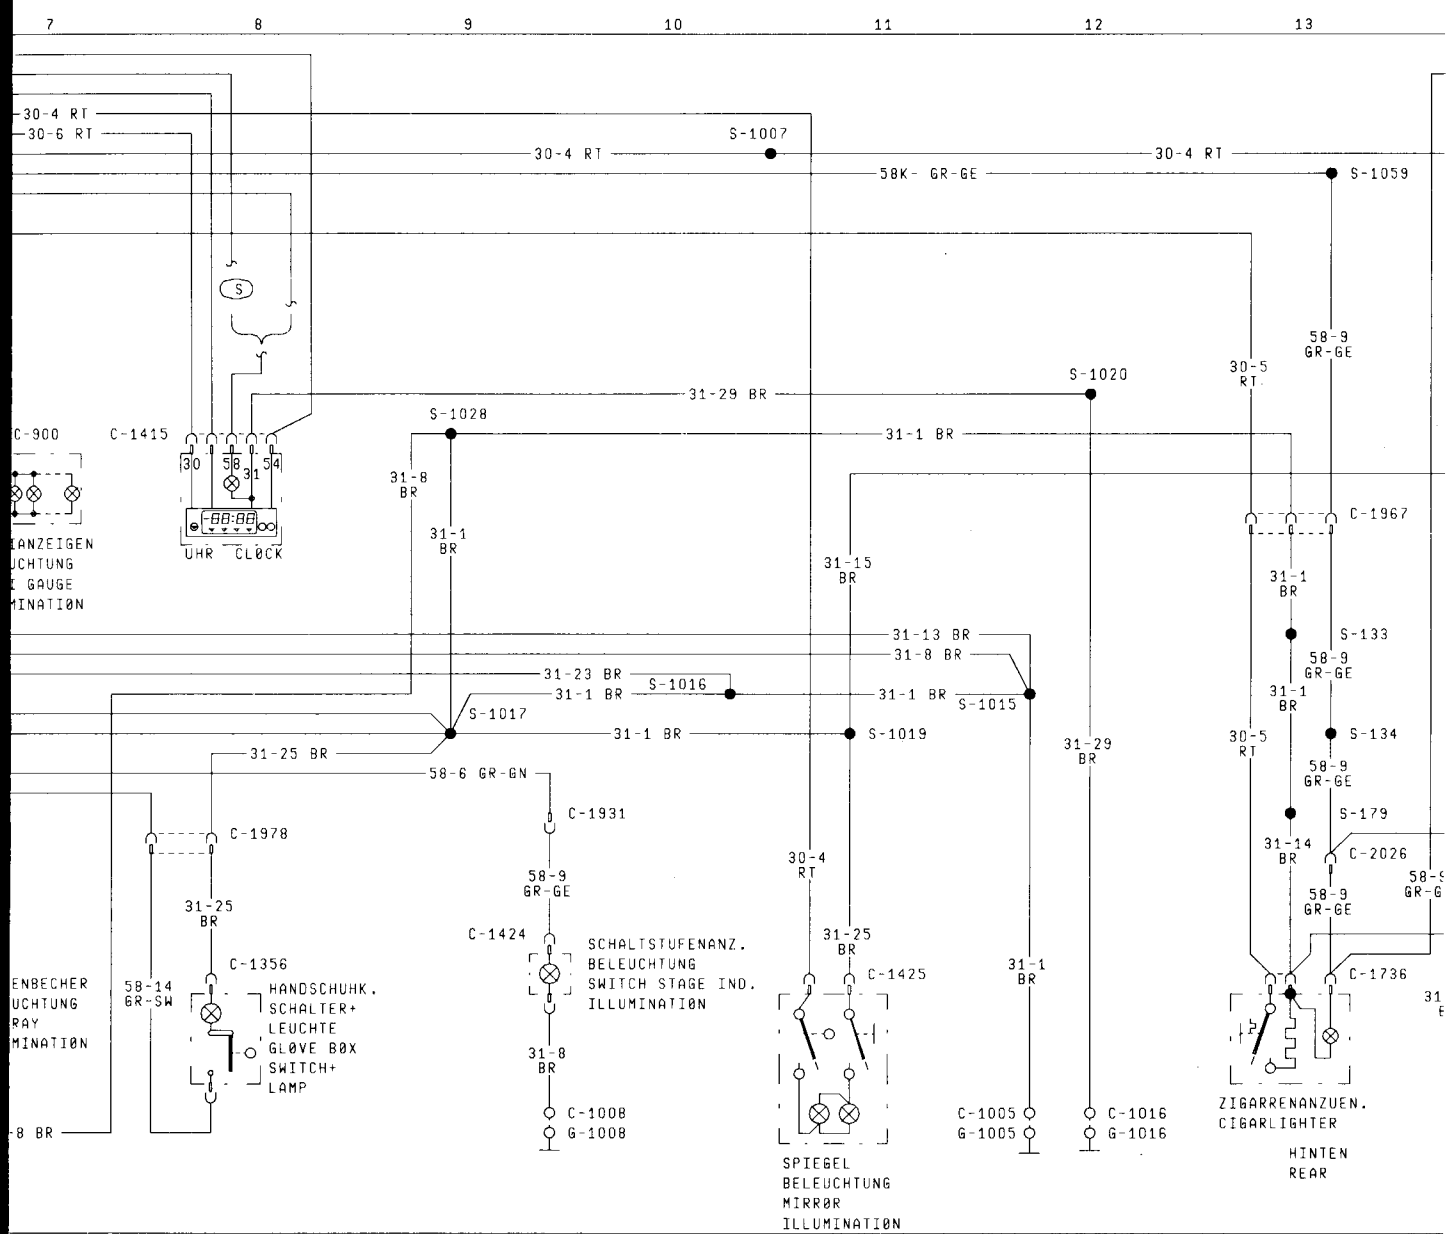 7 8 9 10 11 12 13
30-4 RT
30-6 RT
S-1007
30-4 RT
30-4 RT
58K- GR-GE
S-1059
S
58-9
GR-GE
30-5
RT
S-1020
31-29 BR
S-1028
C-900
C-1415
31-1 BR
30 58 31 54
31-8
BR
-88:88
C-1967
UHR CLØCK
31-1
BR
31-15
BR
31-1
BR
IANZEIGEN
UCHTUNG
I GAUGE
MINATIØN
31-13 BR
S-133
31-8 BR
58-9
GR-GE
31-23 BR
S-1016
31-1 BR
31-1 BR
S-1015
31-1
BR
S-1017
31-1 BR
S-1019
31-29
BR
30-5
RT
S-134
31-25 BR
58-6 GR-GN
58-9
GR-GE
C-1931
S-179
C-1978
31-14
BR
C-2026
30-4
RT
58-9
GR-GE
58-9
GR-G
58-9
GR-GE
31-25
BR
C-1424
31-25
BR
SCHALTSTUFENANZ.
BELEUCHTUNG
SWITCH STAGE IND.
ILLUMINATIØN
C-1356
31-1
BR
C-1425
C-1736
ENBECHER
UCHTUNG
RAY
MINATIØN
58-14
GR-SW
HANDSCHUHK.
SCHALTER+
LEUCHTE
GLØVE BØX
SWITCH+
LAMP
31
31-8
BR
-8 BR
C-1008
G-1008
C-1005
G-1005
C-1016
G-1016
ZIGARRENANZUEN.
CIGARLIGHTER
HINTEN
REAR
SPIEGEL
BELEUCHTUNG
MIRRØR
ILLUMINATIØN